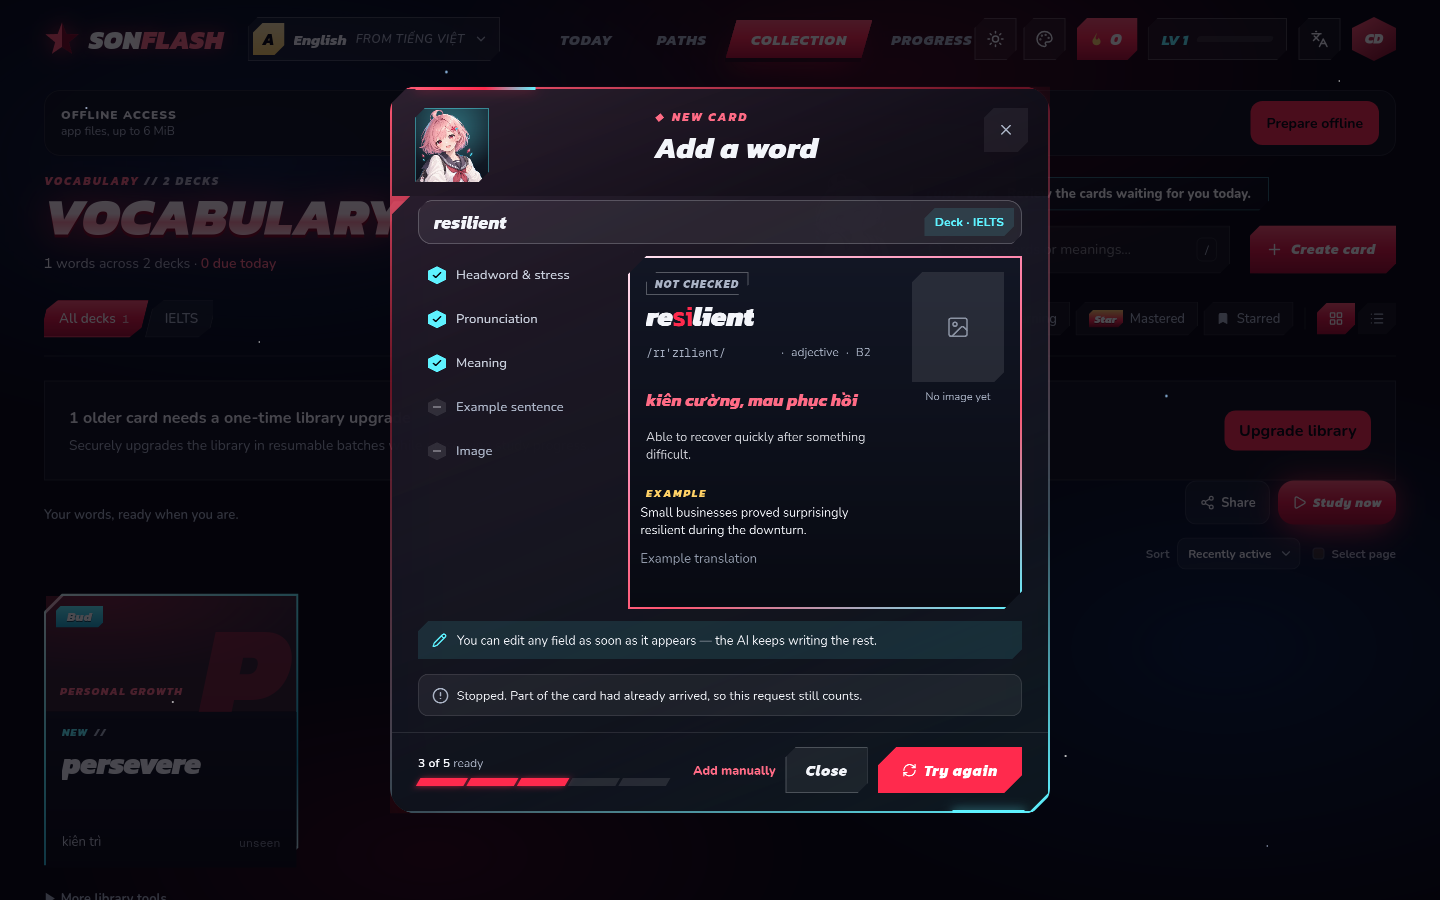 SONFLASH
A English FROM TIẾNG VIỆT
TODAY
PATHS
COLLECTION
PROGRESS
0
LV 1
CD
OFFLINE ACCESS
app files, up to 6 MiB
Prepare offline
VOCABULARY // 2 DECKS
VOCABULARY
1 words across 2 decks · 0 due today
the cards waiting for you today.
or meanings...
/
Create card
All decks 1
IELTS
Star Mastered
Starred
1 older card needs a one-time library upgra
Securely upgrades the library in resumable batches
Upgrade library
Your words, ready when you are.
Share
Study now
Sort
Recently active
Select page
Bud
P
PERSONAL GROWTH
NEW //
persevere
kiên trì
unseen
More library tools
NEW CARD
Add a word
resilient
Deck · IELTS
Headword & stress
Pronunciation
Meaning
Example sentence
Image
NOT CHECKED
resilient
/rɪˈzɪliənt/ · adjective · B2
No image yet
kiên cường, mau phục hồi
Able to recover quickly after something
difficult.
EXAMPLE
Small businesses proved surprisingly
resilient during the downturn.
Example translation
You can edit any field as soon as it appears — the AI keeps writing the rest.
Stopped. Part of the card had already arrived, so this request still counts.
3 of 5 ready
Add manually
Close
Try again